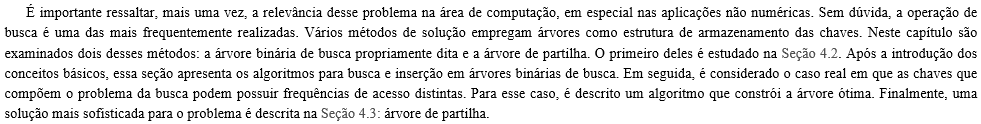 É importante ressaltar, mais uma vez, a relevância desse problema na área de computação, em especial nas aplicações não numéricas. Sem dúvida, a operação de
busca é uma das mais frequentemente realizadas. Vários métodos de solução empregam árvores como estrutura de armazenamento das chaves. Neste capítulo são
examinados dois desses métodos: a árvore binária de busca propriamente dita e a árvore de partilha. O primeiro deles é estudado na Seção 4.2. Após a introdução dos
conceitos básicos, essa seção apresenta os algoritmos para busca e inserção em árvores binárias de busca. Em seguida, é considerado o caso real em que as chaves que
compõem o problema da busca podem possuir frequências de acesso distintas. Para esse caso, é descrito um algoritmo que constrói a árvore ótima. Finalmente, uma
solução mais sofisticada para o problema é descrita na Seção 4.3: árvore de partilha.